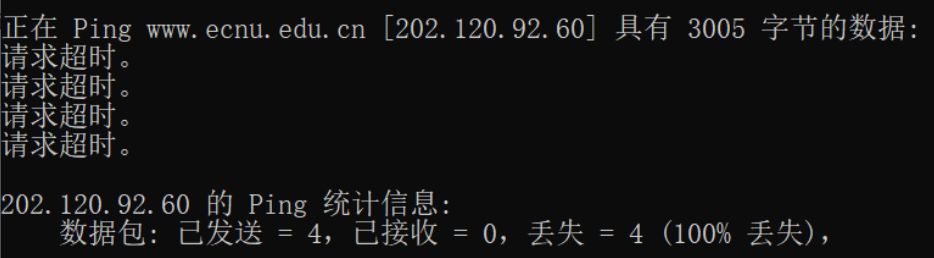 正在 Ping www.ecnu.edu.cn [202.120.92.60] 具有 3005 字节的数据:
请求超时。
请求超时。
请求超时。
请求超时。
202.120.92.60 的 Ping 统计信息:
数据包: 已发送 = 4，已接收 = 0，丢失 = 4 (100% 丢失)，